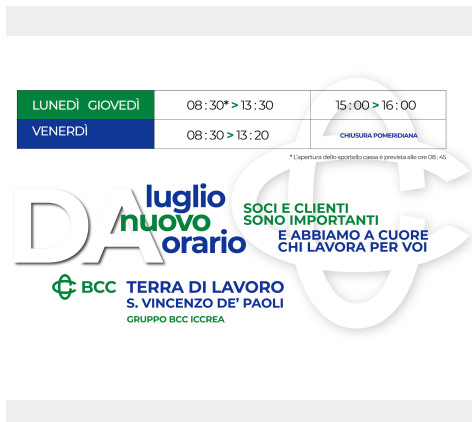 LUNEDÌ GIOVEDÌ 08:30* > 13:30 15:00 > 16:00
VENERDÌ 08:30 > 13:20 CHIUSURA POMERIDIANA
* L'apertura dello sportello cassa è prevista alle ore 08:45
DA luglio
nuovo
orario
SOCI E CLIENTI
SONO IMPORTANTI
E ABBIAMO A CUORE
CHI LAVORA PER VOI
BCC TERRA DI LAVORO
S. VINCENZO DE' PAOLI
GRUPPO BCC ICCREA